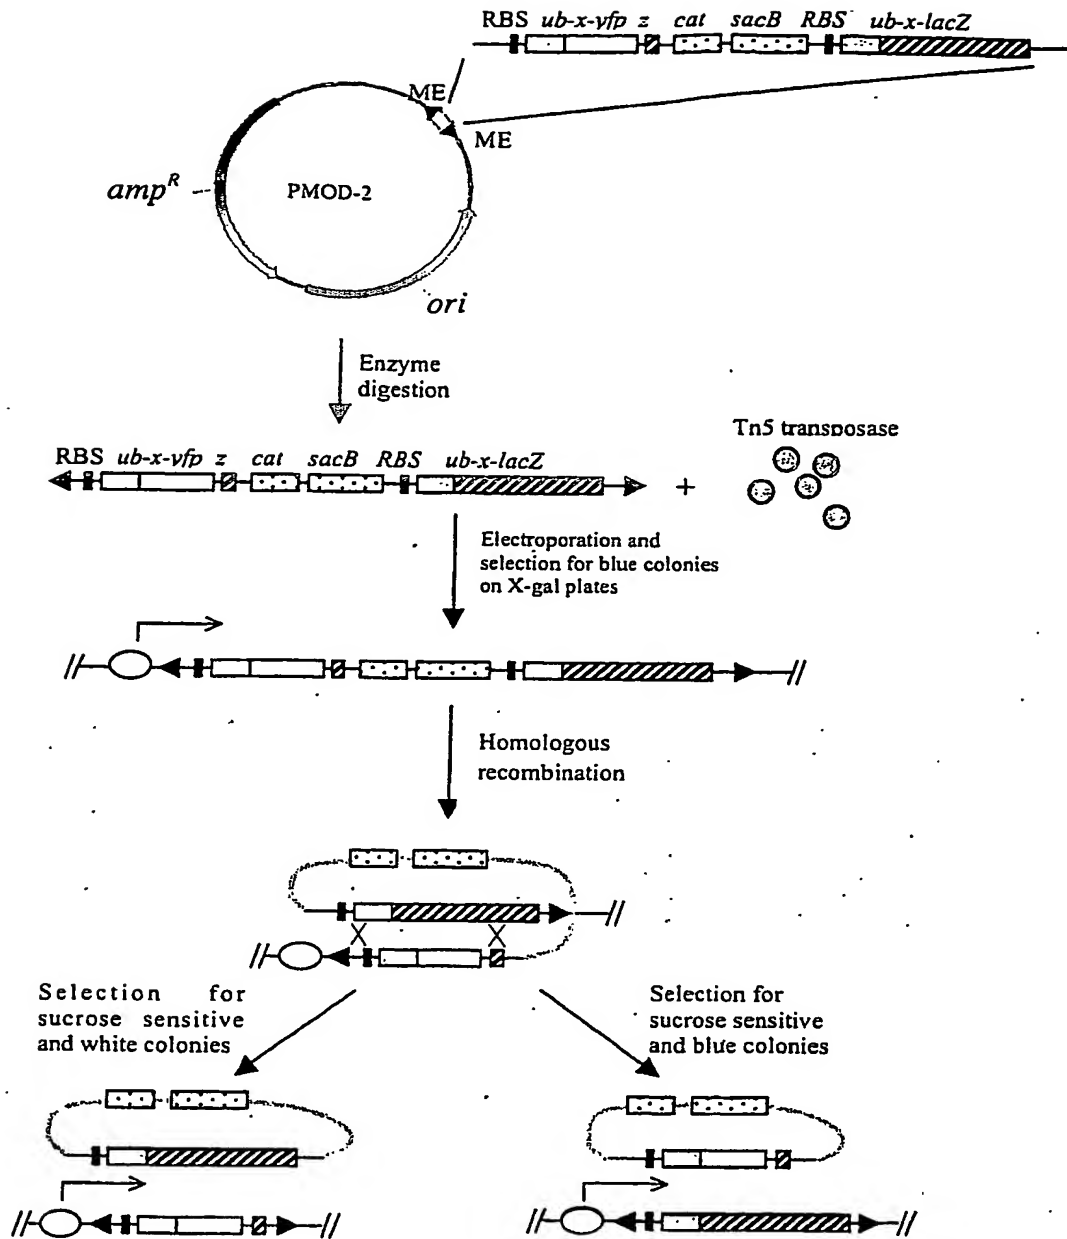 RBS ub-x-yfp z cat sacB RBS ub-x-lacZ
ME
ME
amp^R
PMOD-2
ori
Enzyme
digestion
Tn5 transposase
RBS ub-x-yfp z cat sacB RBS ub-x-lacZ
+
Electroporation and
selection for blue colonies
on X-gal plates
Homologous
recombination
X X
Selection for
sucrose sensitive
and white colonies
Selection for
sucrose sensitive
and blue colonies